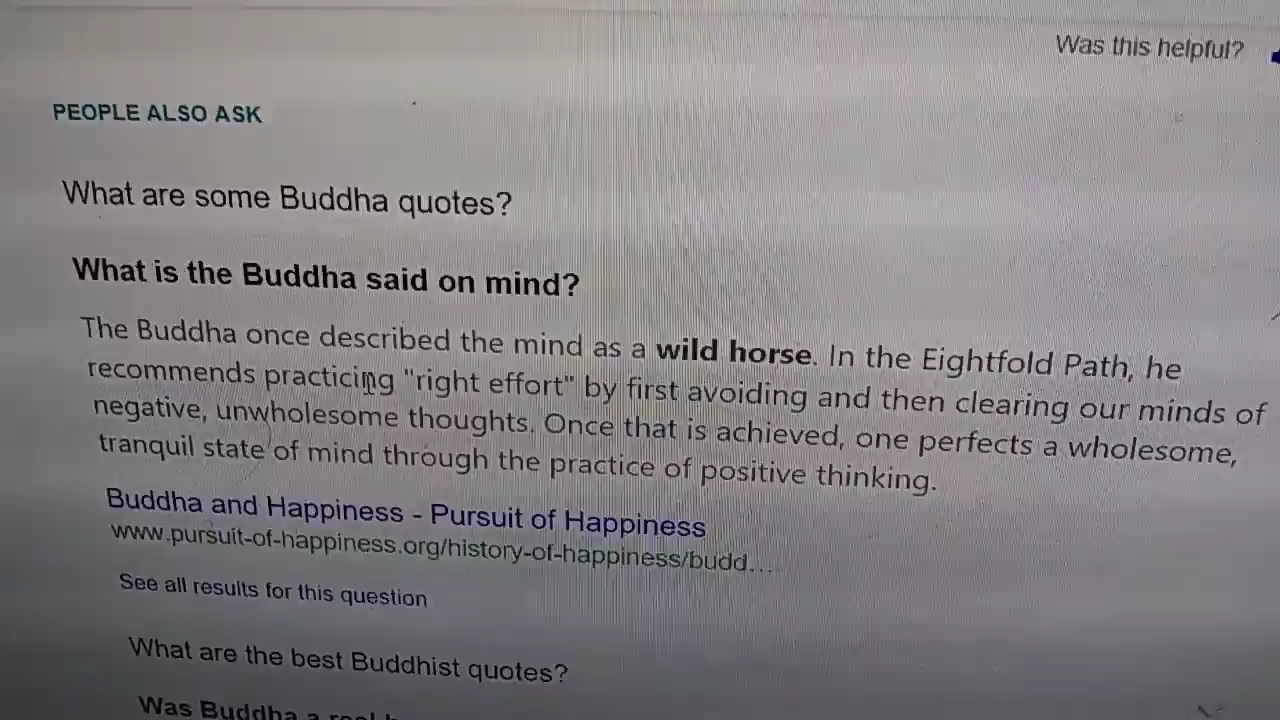 Was this helpful?
PEOPLE ALSO ASK
What are some Buddha quotes?
What is the Buddha said on mind?
The Buddha once described the mind as a wild horse. In the Eightfold Path, he
recommends practicing "right effort" by first avoiding and then clearing our minds of
negative, unwholesome thoughts. Once that is achieved, one perfects a wholesome,
tranquil state of mind through the practice of positive thinking.
Buddha and Happiness - Pursuit of Happiness
www.pursuit-of-happiness.org/history-of-happiness/budd...
See all results for this question
What are the best Buddhist quotes?
Was Buddha a real